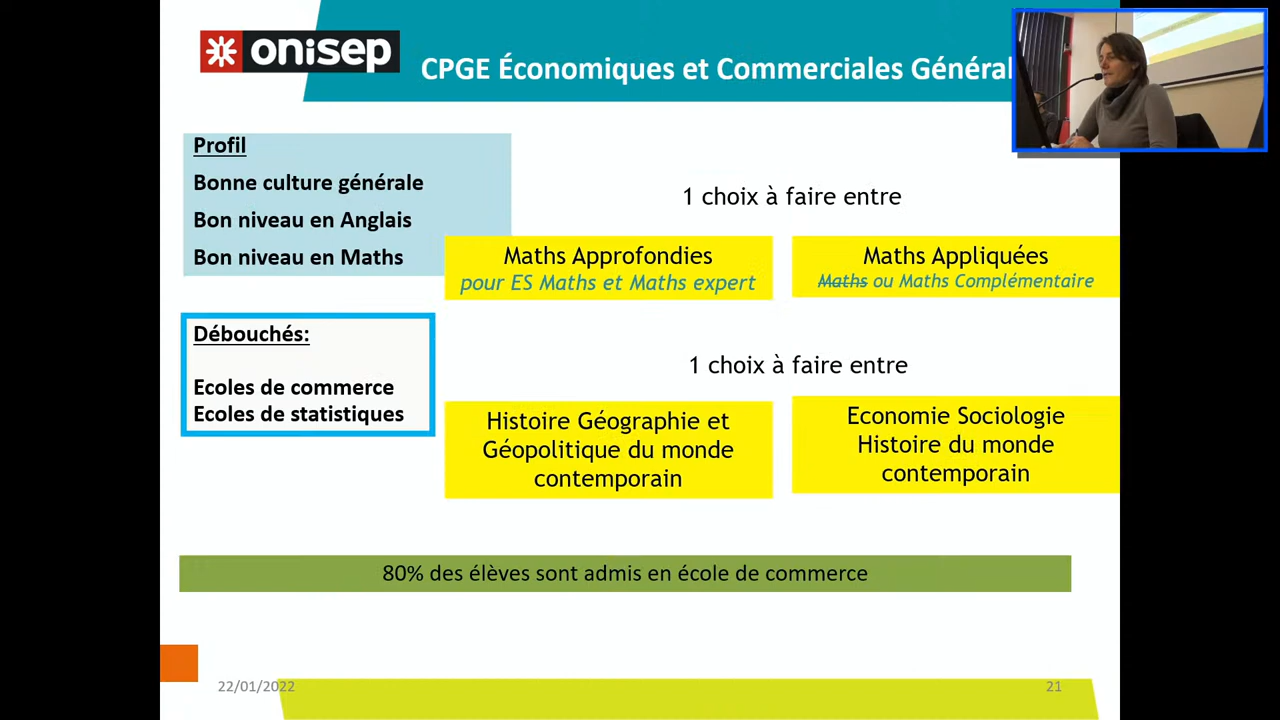 onisep
CPGE Économiques et Commerciales Général
Profil
Bonne culture générale
Bon niveau en Anglais
Bon niveau en Maths
1 choix à faire entre
Maths Approfondies
pour ES Maths et Maths expert
Maths Appliquées
Maths ou Maths Complémentaire
Débouchés:
Ecoles de commerce
Ecoles de statistiques
1 choix à faire entre
Histoire Géographie et
Géopolitique du monde
contemporain
Economie Sociologie
Histoire du monde
contemporain
80% des élèves sont admis en école de commerce
22/01/2022
21